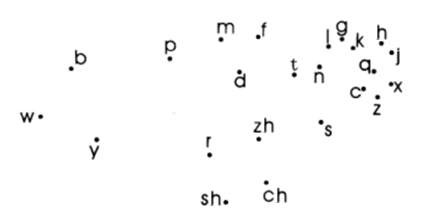 m f l g k h
b p j
d t n q
c x
z
w
y r zh s
sh ch